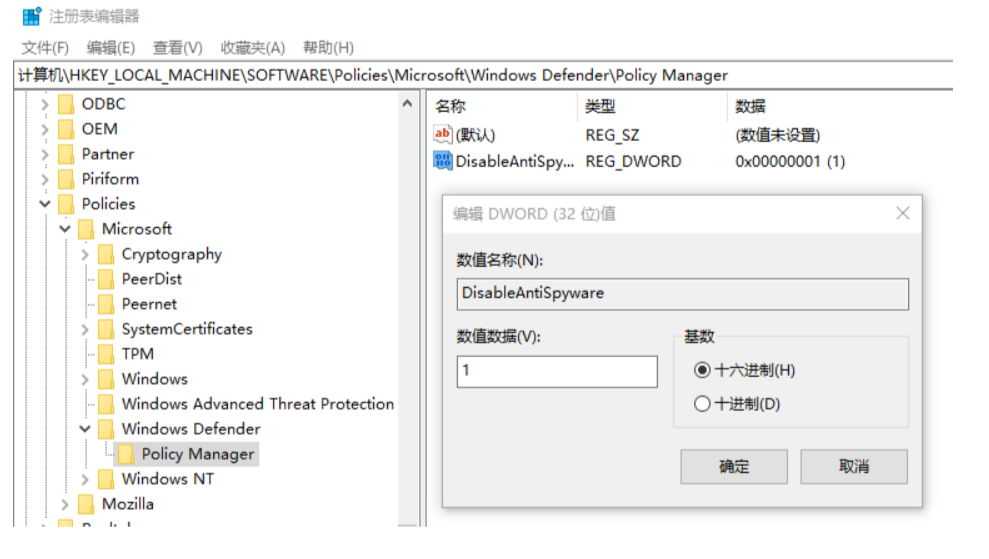 注册表编辑器
文件(F) 编辑(E) 查看(V) 收藏夹(A) 帮助(H)
计算机\HKEY_LOCAL_MACHINE\SOFTWARE\Policies\Microsoft\Windows Defender\Policy Manager
ODBC
OEM
Partner
Piriform
Policies
Microsoft
Cryptography
PeerDist
Peernet
SystemCertificates
TPM
Windows
Windows Advanced Threat Protection
Windows Defender
Policy Manager
Windows NT
Mozilla
名称 类型 数据
ab (默认) REG_SZ (数值未设置)
DisableAntiSpy... REG_DWORD 0x00000001 (1)
编辑 DWORD (32 位)值
数值名称(N):
DisableAntiSpyware
数值数据(V):
1
基数
十六进制(H)
十进制(D)
确定 取消